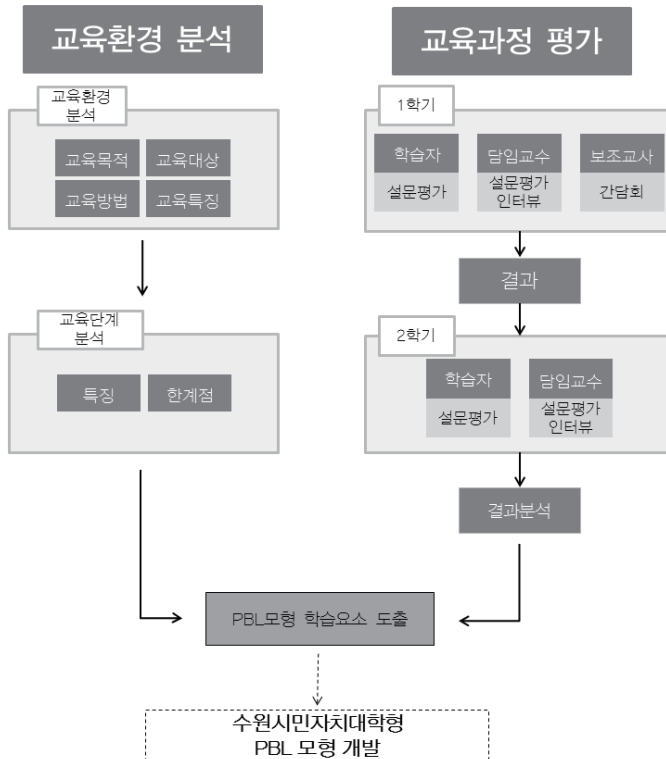 교육환경 분석
교육환경
분석
교육목적 교육대상
교육방법 교육특징
교육단계
분석
특징 한계점
교육과정 평가
1학기
학습자 담임교수 보조교사
설문평가 설문평가 간담회
인터뷰
결과
2학기
학습자 담임교수
설문평가 설문평가
인터뷰
결과분석
PBL모형 학습요소 도출
수원시민자치대학형
PBL 모형 개발